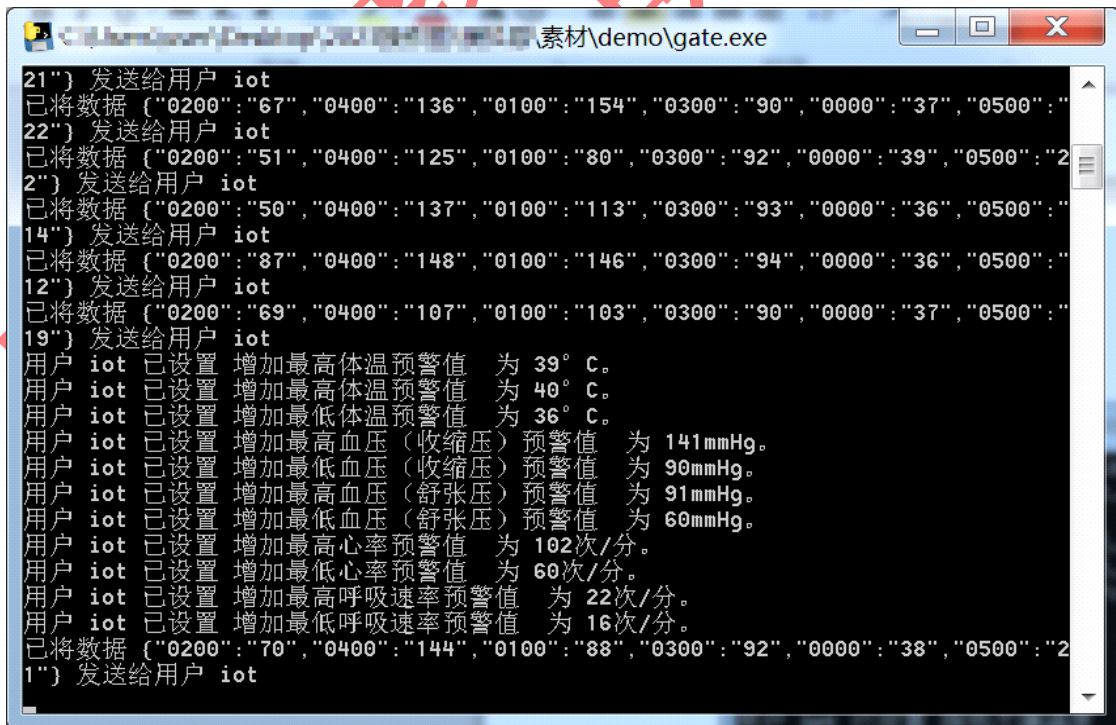 \素材\demo\gate.exe
21"} 发送给用户 iot
已将数据 {"0200":"67","0400":"136","0100":"154","0300":"90","0000":"37","0500":"
22"} 发送给用户 iot
已将数据 {"0200":"51","0400":"125","0100":"80","0300":"92","0000":"39","0500":"2
2"} 发送给用户 iot
已将数据 {"0200":"50","0400":"137","0100":"113","0300":"93","0000":"36","0500":"
14"} 发送给用户 iot
已将数据 {"0200":"87","0400":"148","0100":"146","0300":"94","0000":"36","0500":"
12"} 发送给用户 iot
已将数据 {"0200":"69","0400":"107","0100":"103","0300":"90","0000":"37","0500":"
19"} 发送给用户 iot
用户 iot 已设置 增加最高体温预警值 为 39°C。
用户 iot 已设置 增加最高体温预警值 为 40°C。
用户 iot 已设置 增加最低体温预警值 为 36°C。
用户 iot 已设置 增加最高血压（收缩压）预警值 为 141mmHg。
用户 iot 已设置 增加最低血压（收缩压）预警值 为 90mmHg。
用户 iot 已设置 增加最高血压（舒张压）预警值 为 91mmHg。
用户 iot 已设置 增加最低血压（舒张压）预警值 为 60mmHg。
用户 iot 已设置 增加最高心率预警值 为 102次/分。
用户 iot 已设置 增加最低心率预警值 为 60次/分。
用户 iot 已设置 增加最高呼吸速率预警值 为 22次/分。
用户 iot 已设置 增加最低呼吸速率预警值 为 16次/分。
已将数据 {"0200":"70","0400":"144","0100":"88","0300":"92","0000":"38","0500":"2
1"} 发送给用户 iot